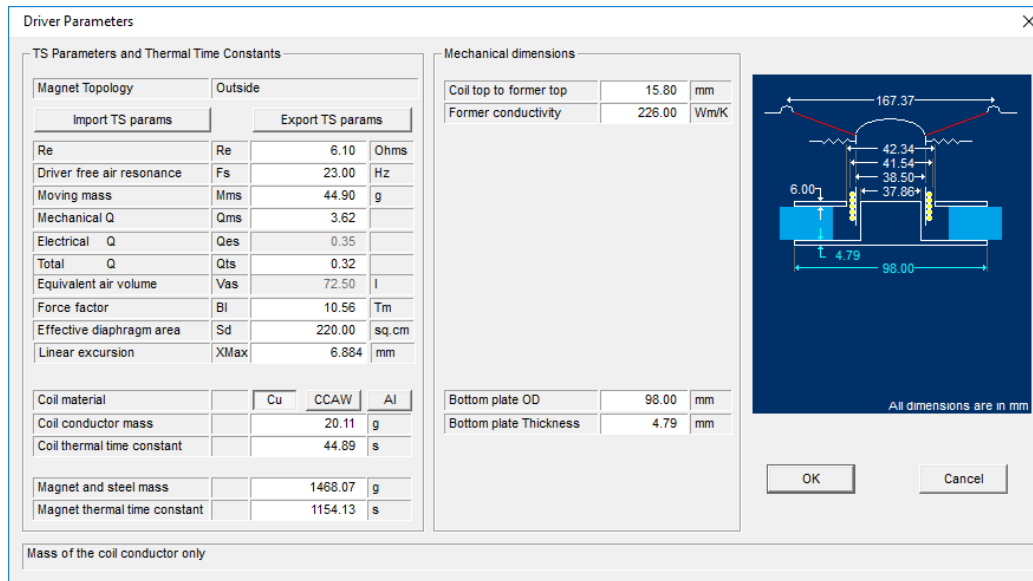 Driver Parameters
TS Parameters and Thermal Time Constants
Magnet Topology Outside
Import TS params Export TS params
Re Re 6.10 Ohms
Driver free air resonance Fs 23.00 Hz
Moving mass Mms 44.90 g
Mechanical Q Qms 3.62
Electrical Q Qes 0.35
Total Q Qts 0.32
Equivalent air volume Vas 72.50 l
Force factor Bl 10.56 Tm
Effective diaphragm area Sd 220.00 sq.cm
Linear excursion XMax 6.884 mm
Coil material Cu CCAW Al
Coil conductor mass 20.11 g
Coil thermal time constant 44.89 s
Magnet and steel mass 1468.07 g
Magnet thermal time constant 1154.13 s
Mechanical dimensions
Coil top to former top 15.80 mm
Former conductivity 226.00 Wm/K
Bottom plate OD 98.00 mm
Bottom plate Thickness 4.79 mm
167.37
42.34
41.54
38.50
37.86
6.00
4.79
98.00
All dimensions are in mm
OK Cancel
Mass of the coil conductor only